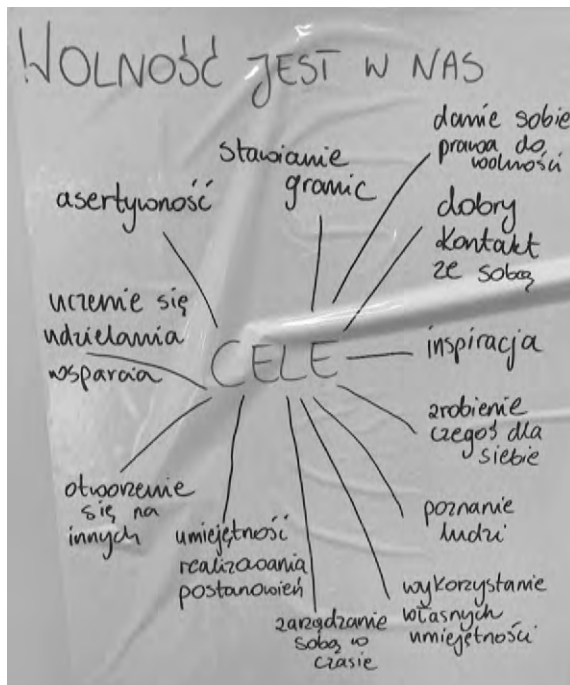 WOLNOŚĆ JEST W NAS
asertywność
stawianie
granic
danie sobie
prawa do
wolności
dobry
kontakt
ze sobą
inspiracja
zrobienie
czegoś dla
siebie
poznanie
ludzi
wykorzystanie
własnych
umiejętności
zarządzanie
sobą w
czasie
umiejętność
realizowania
postanowień
otworzenie
się na
innych
uczenie się
udzielania
wsparcia
CELE